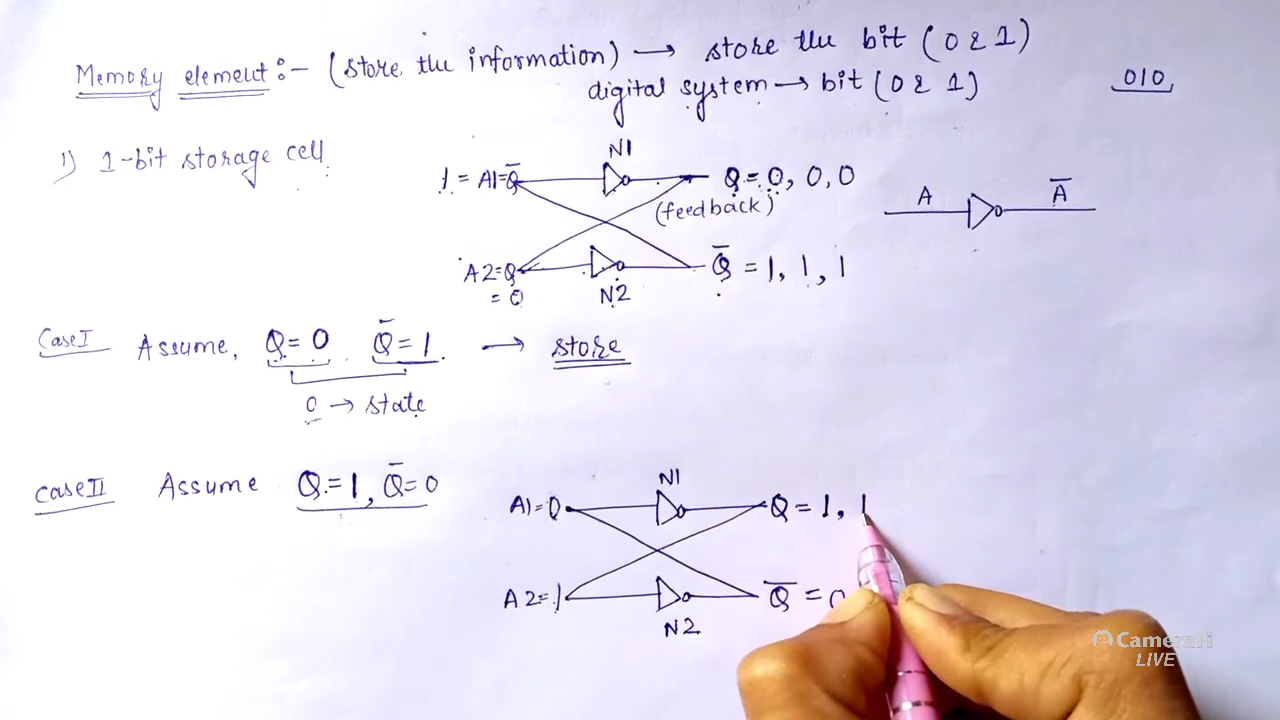 Memory element :- (store the information) → store the bit (0 & 1)
digital system → bit (0 & 1)
010
1) 1-bit storage cell
N1
1 = A1 = Q̅
Q = 0, 0, 0
(feedback)
A
A̅
A2 = Q
= 0
N2
Q̅ = 1, 1, 1
Case I Assume, Q = 0 Q̅ = 1 → store
0 → state
Case II Assume Q = 1, Q̅ = 0
N1
A1 = 0
Q = 1, 1
A2 = 1
N2
Q̅ = 0
CameraFi
LIVE